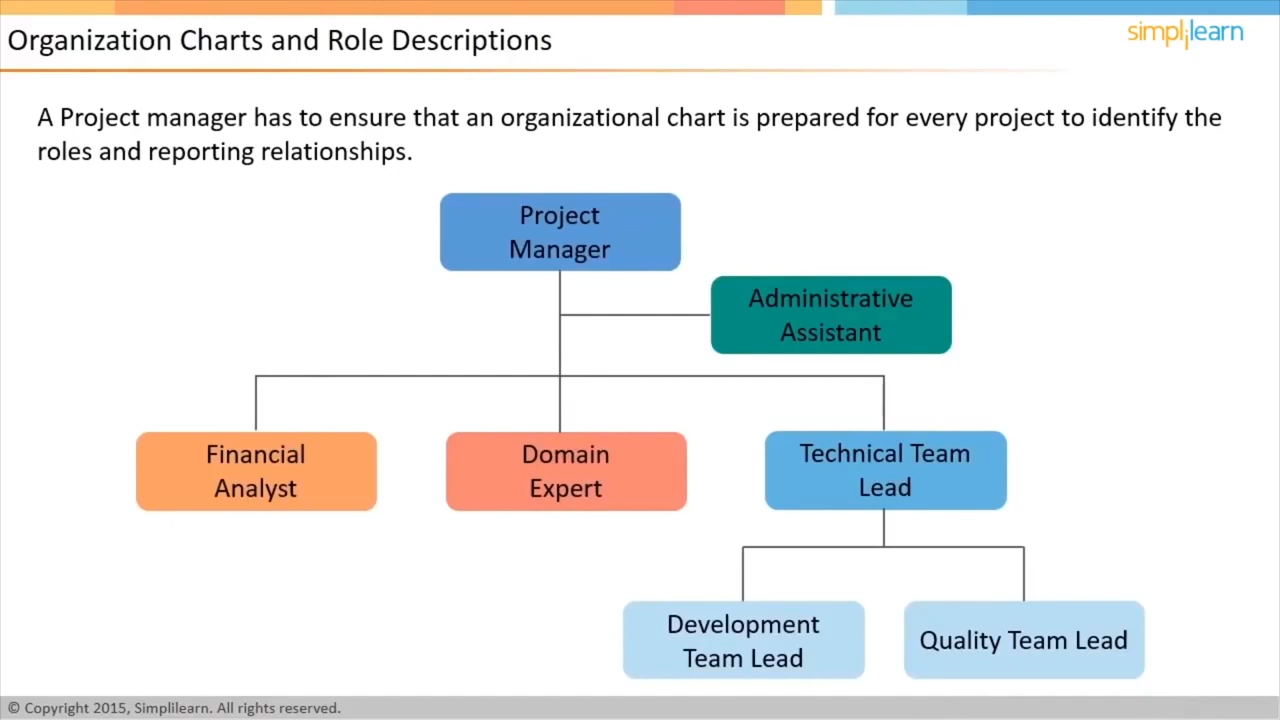 Organization Charts and Role Descriptions
simplilearn
A Project manager has to ensure that an organizational chart is prepared for every project to identify the
roles and reporting relationships.
Project
Manager
Administrative
Assistant
Financial
Analyst
Domain
Expert
Technical Team
Lead
Development
Team Lead
Quality Team Lead
© Copyright 2015, Simplilearn. All rights reserved.